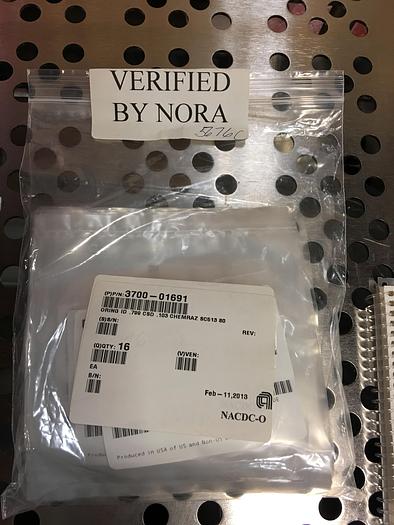 VERIFIED
BY NORA
5676C
(P)P/N: 3700-01691
ORING ID .799 CSD .103 CHEMRAZ SC513 80
(S)S/N:
REV:
(Q)QTY: 16
(V)VEN:
EA
B/N:
Feb-11,2013
NACDC-O
Produced in USA of US and Non-US